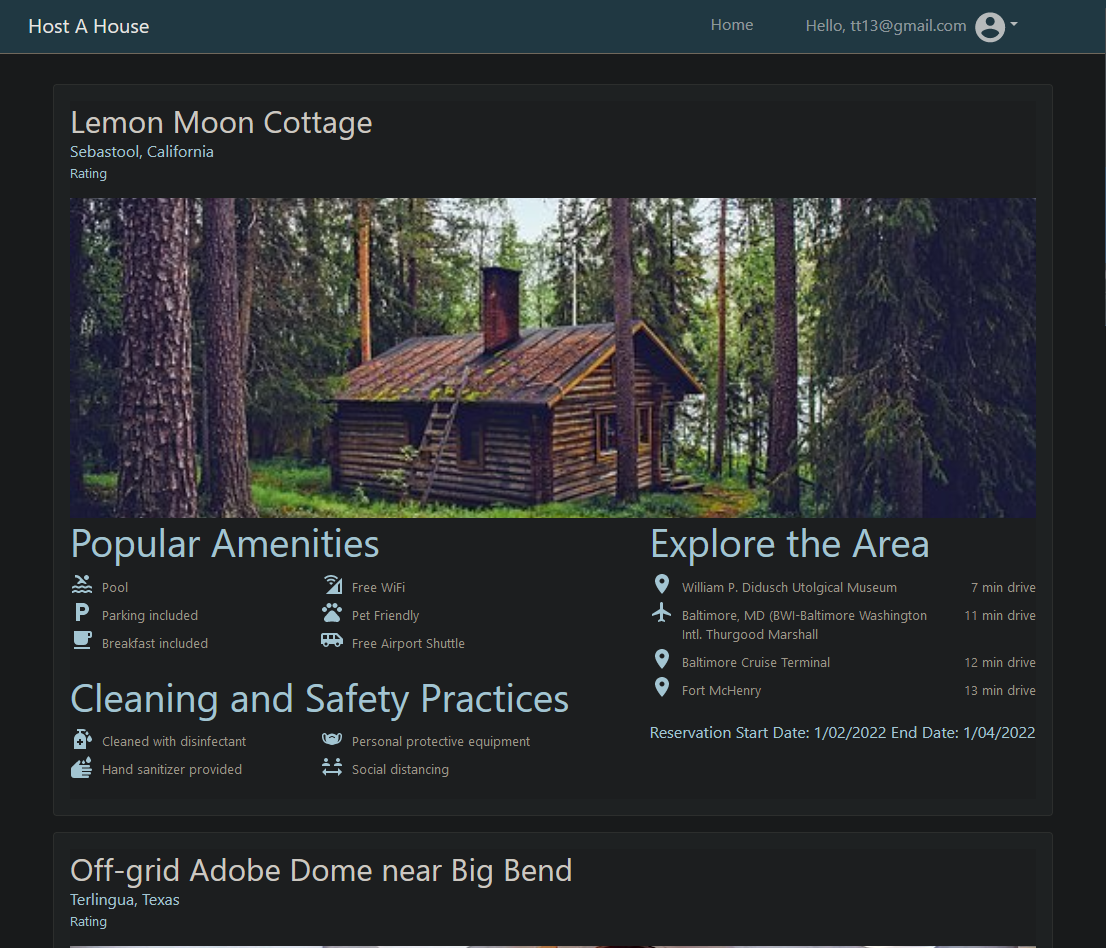 Host A House
Home
Hello, tt13@gmail.com
Lemon Moon Cottage
Sebastool, California
Rating
Popular Amenities
Pool
Free WiFi
Parking included
Pet Friendly
Breakfast included
Free Airport Shuttle
Cleaning and Safety Practices
Cleaned with disinfectant
Personal protective equipment
Hand sanitizer provided
Social distancing
Explore the Area
William P. Didusch Utolgical Museum 7 min drive
Baltimore, MD (BWI-Baltimore Washington 11 min drive
Intl. Thurgood Marshall
Baltimore Cruise Terminal 12 min drive
Fort McHenry 13 min drive
Reservation Start Date: 1/02/2022 End Date: 1/04/2022
Off-grid Adobe Dome near Big Bend
Terlingua, Texas
Rating